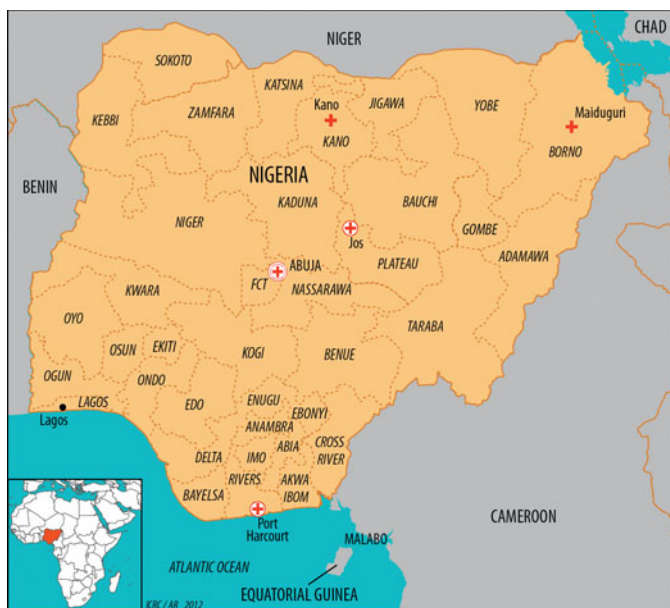 NIGER
CHAD
SOKOTO
KATSINA
Kano
JIGAWA
YOBE
Maiduguri
ZAMFARA
KEBBI
KANO
BORNO
BENIN
NIGERIA
KADUNA
BAUCHI
NIGER
GOMBE
Jos
ADAMAWA
ABUJA
PLATEAU
FCT
NASSARAWA
KWARA
OYO
TARABA
OSUN
EKITI
KOGI
BENUE
OGUN
ONDO
LAGOS
EDO
ENUGU
EBONYI
Lagos
ANAMBRA
CROSS
RIVER
ABIA
DELTA
IMO
RIVERS
AKWA
IBOM
BAYELSA
Port
Harcourt
CAMEROON
MALABO
ATLANTIC OCEAN
EQUATORIAL GUINEA
ICRC / AR_2012